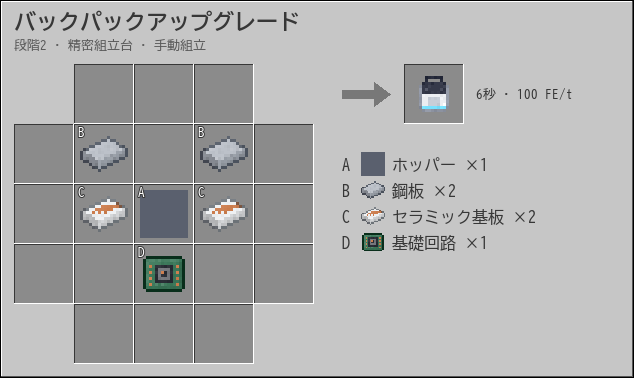 バックパックアップグレード
段階2 · 精密組立台 · 手動組立
B B
6秒 · 100 FE/t
C A C
D
A ホッパー ×1
B 鋼板 ×2
C セラミック基板 ×2
D 基礎回路 ×1